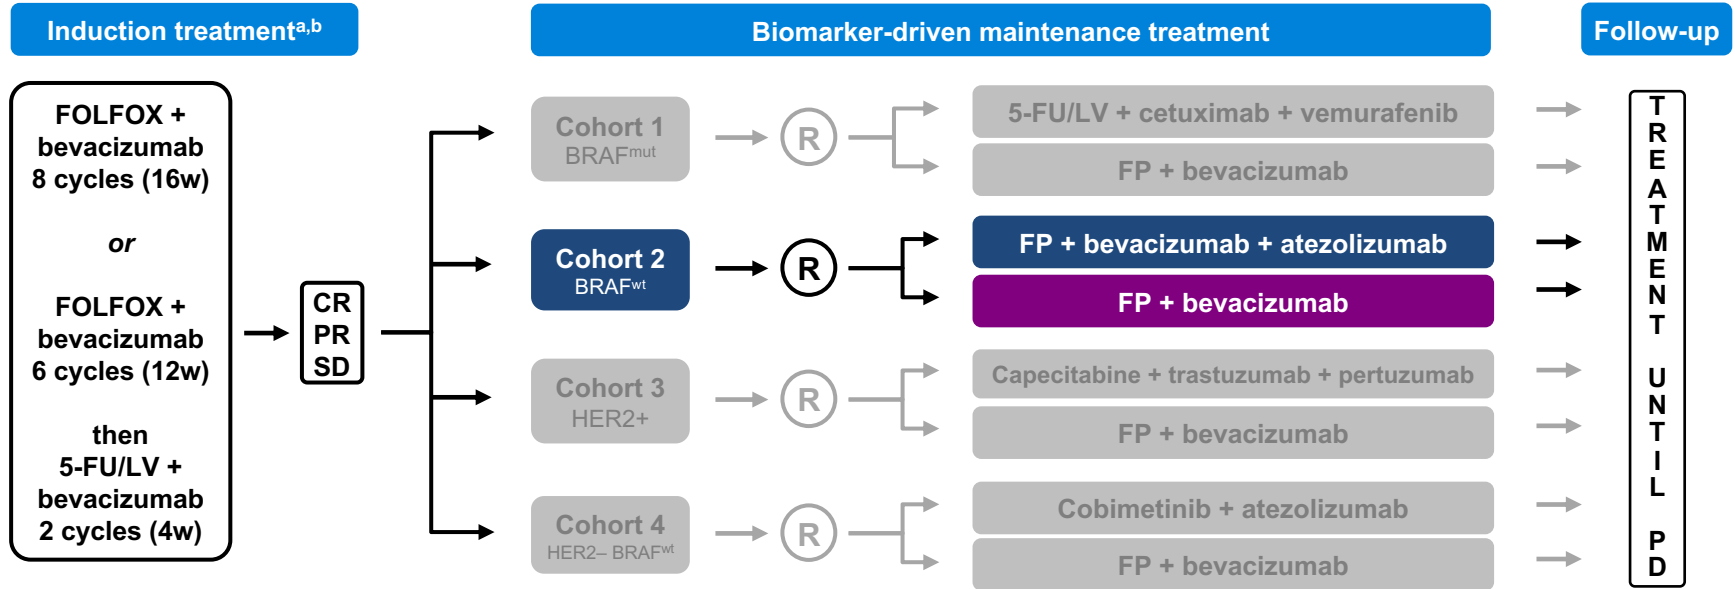 Induction treatmentᵃ,ᵇ
Biomarker-driven maintenance treatment
Follow-up
FOLFOX +
bevacizumab
8 cycles (16w)
or
FOLFOX +
bevacizumab
6 cycles (12w)
then
5-FU/LV +
bevacizumab
2 cycles (4w)
CR
PR
SD
Cohort 1
BRAFᵐᵘᵗ
R
5-FU/LV + cetuximab + vemurafenib
FP + bevacizumab
Cohort 2
BRAFʷᵗ
R
FP + bevacizumab + atezolizumab
FP + bevacizumab
Cohort 3
HER2+
R
Capecitabine + trastuzumab + pertuzumab
FP + bevacizumab
Cohort 4
HER2– BRAFʷᵗ
R
Cobimetinib + atezolizumab
FP + bevacizumab
TREATMENT UNTIL PD